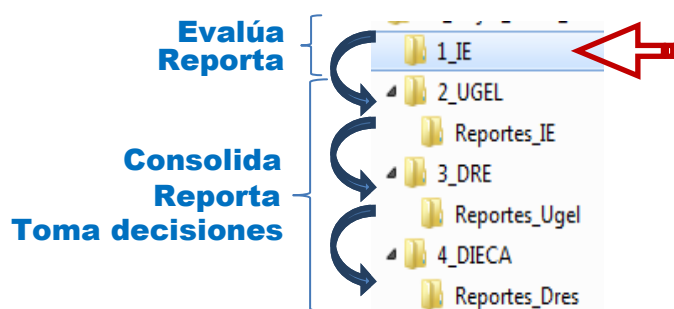 Evalúa
Reporta
1_IE
2_UGEL
Reportes_IE
Consolida
Reporta
Toma decisiones
3_DRE
Reportes_Ugel
4_DIECA
Reportes_Dres